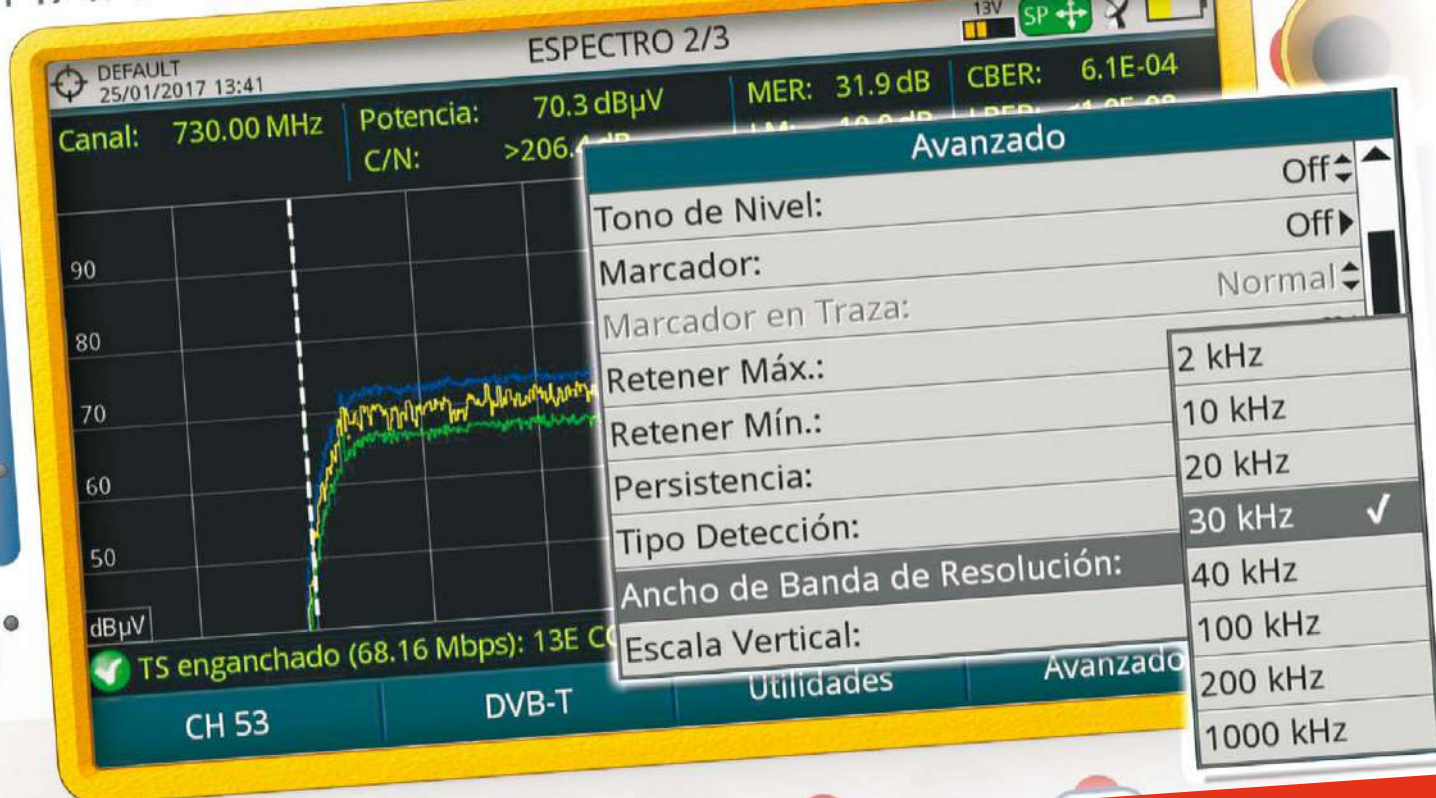 ESPECTRO 2/3
13V
SP
DEFAULT
25/01/2017 13:41
Canal: 730.00 MHz
Potencia: 70.3 dBµV
C/N: >206.4 dB
MER: 31.9 dB
CBER: 6.1E-04
90
80
70
60
50
dBµV
TS enganchado (68.16 Mbps): 13E
CH 53
DVB-T
Utilidades
Avanzado
Avanzado
Tono de Nivel: Off
Marcador: Off
Marcador en Traza: Normal
Retener Máx.:
Retener Mín.:
Persistencia:
Tipo Detección:
Ancho de Banda de Resolución:
Escala Vertical:
2 kHz
10 kHz
20 kHz
30 kHz
40 kHz
100 kHz
200 kHz
1000 kHz